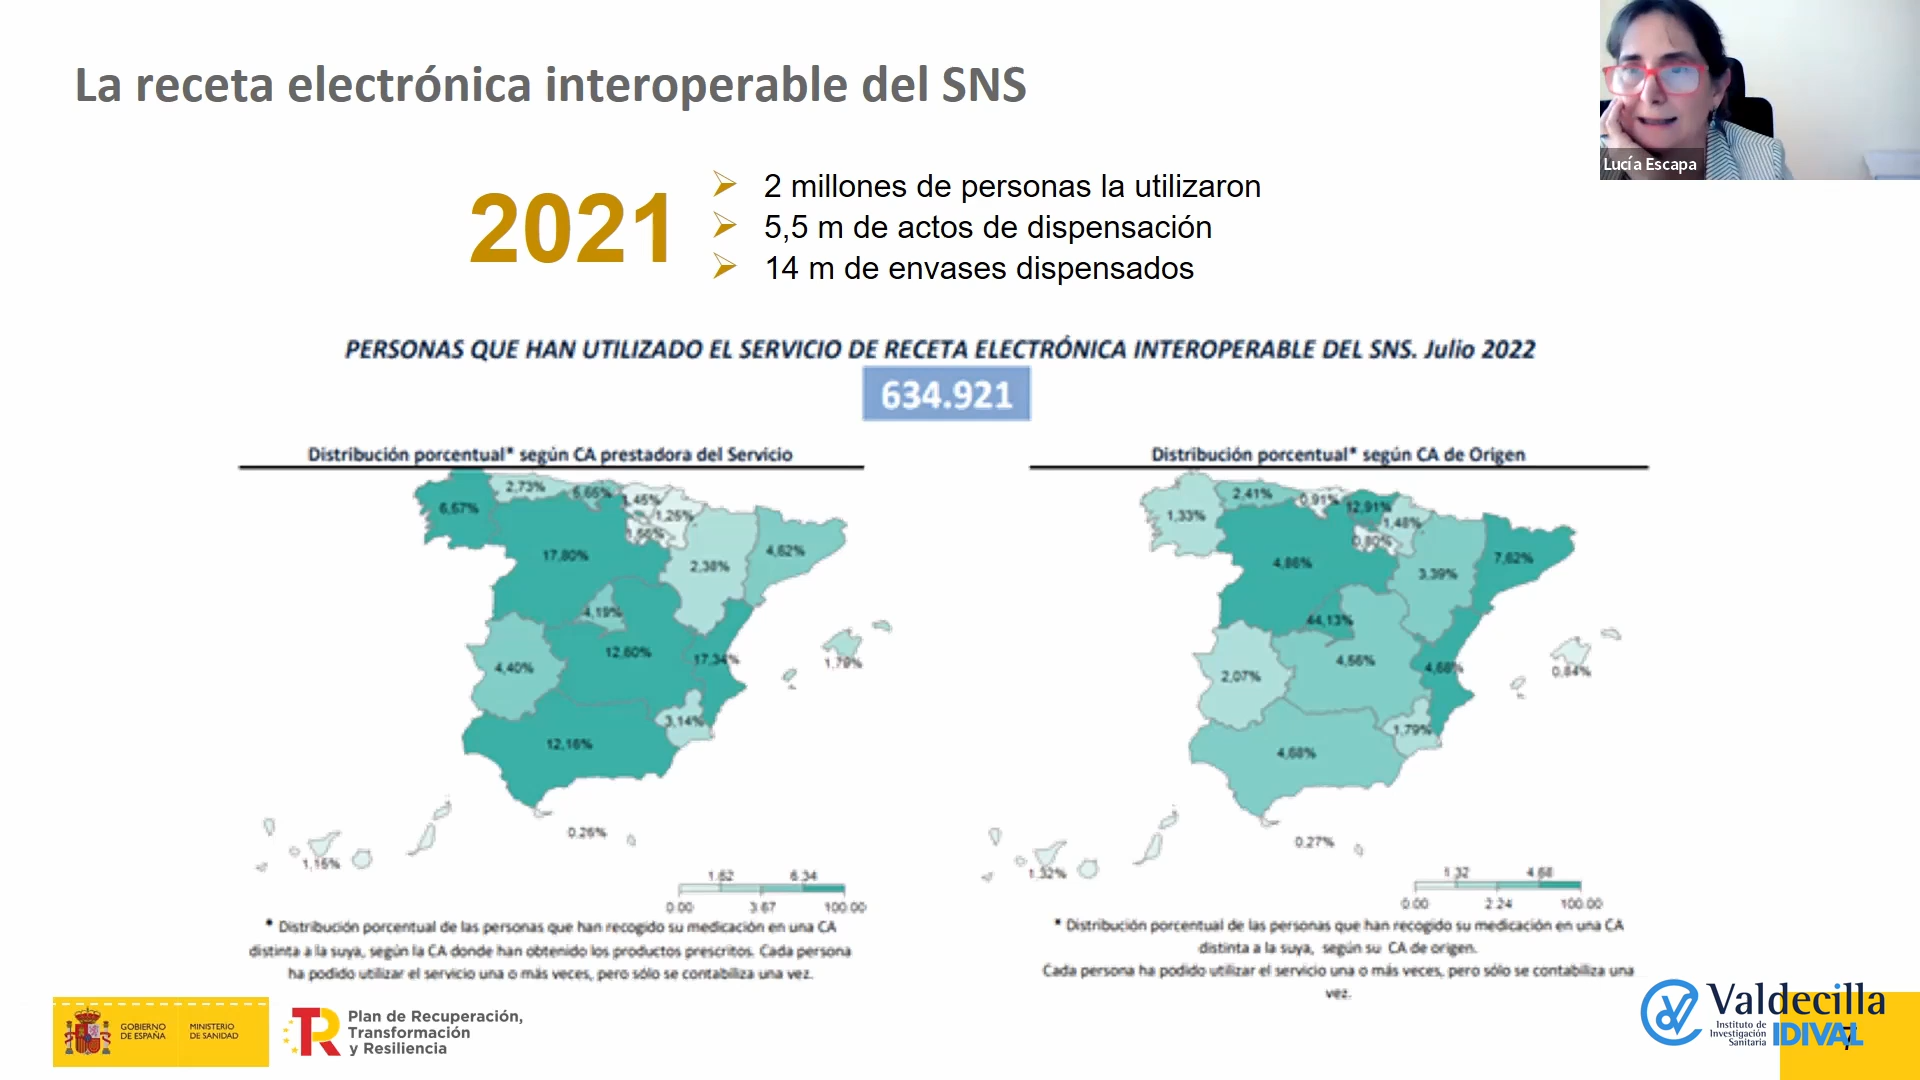 La receta electrónica interoperable del SNS
Lucía Escapa
2021
➢ 2 millones de personas la utilizaron
➢ 5,5 m de actos de dispensación
➢ 14 m de envases dispensados
PERSONAS QUE HAN UTILIZADO EL SERVICIO DE RECETA ELECTRÓNICA INTEROPERABLE DEL SNS. Julio 2022
634.921
Distribución porcentual* según CA prestadora del Servicio
6,67%
2,73%
6,66%
1,45%
1,25%
17,80%
2,38%
4,62%
4,19%
4,40%
12,60%
17,34%
1,79%
3,14%
12,16%
0.26%
1,16%
1.62 6.34
0.00 3.67 100.00
* Distribución porcentual de las personas que han recogido su medicación en una CA
distinta a la suya, según la CA donde han obtenido los productos prescritos. Cada persona
ha podido utilizar el servicio una o más veces, pero sólo se contabiliza una vez.
Distribución porcentual* según CA de Origen
1,33%
2,41%
0,91%
12,91%
1,48%
0,80%
4,86%
3,39%
7,62%
44,13%
2,07%
4,56%
4,68%
0,84%
1,79%
4,68%
0.27%
1.32%
1.32 4.68
0.00 2.24 100.00
* Distribución porcentual de las personas que han recogido su medicación en una CA
distinta a la suya, según su CA de origen.
Cada persona ha podido utilizar el servicio una o más veces, pero sólo se contabiliza una
vez.
GOBIERNO
DE ESPAÑA
MINISTERIO
DE SANIDAD
Plan de Recuperación,
Transformación
y Resiliencia
Valdecilla
Instituto de
Investigación
Sanitaria
IDIVAL
7